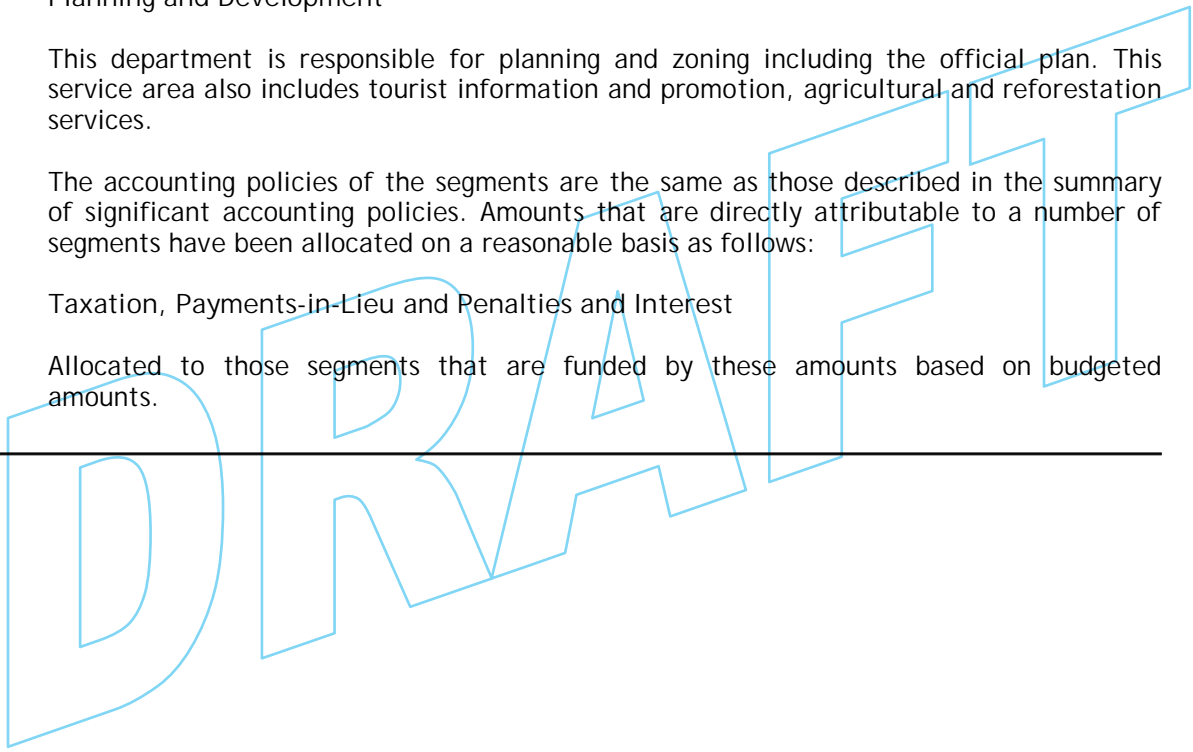 Planning and Development
This department is responsible for planning and zoning including the official plan. This
service area also includes tourist information and promotion, agricultural and reforestation
services.
The accounting policies of the segments are the same as those described in the summary
of significant accounting policies. Amounts that are directly attributable to a number of
segments have been allocated on a reasonable basis as follows:
Taxation, Payments-in-Lieu and Penalties and Interest
Allocated to those segments that are funded by these amounts based on budgeted
amounts.
DRAFT